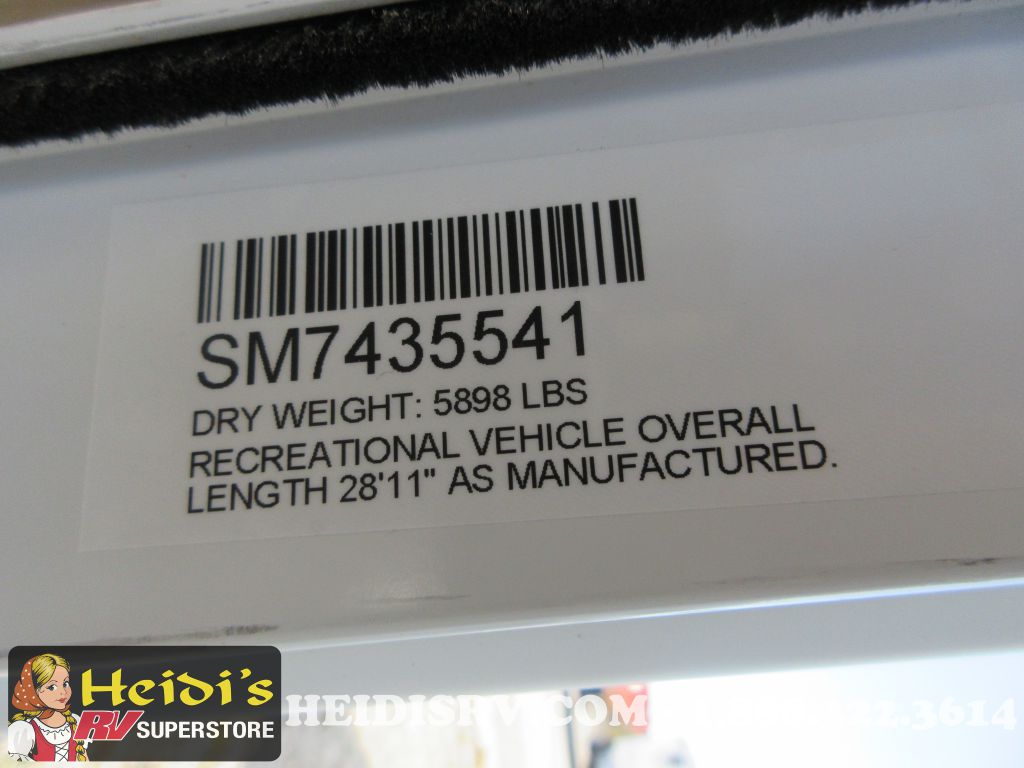 SM7435541
DRY WEIGHT: 5898 LBS
RECREATIONAL VEHICLE OVERALL
LENGTH 28'11" AS MANUFACTURED.
Heidi's
RV SUPERSTORE
HEIDISRV.COM